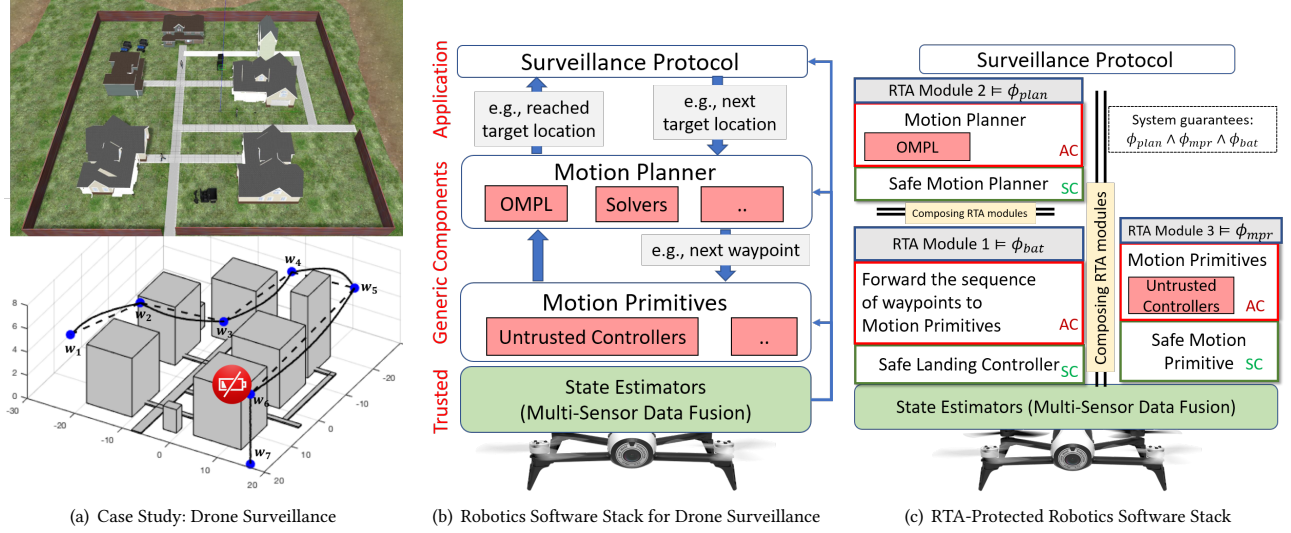 8
6
4
2
0
-30
-20
-10
0
10
20
20
10
0
-10
-20
w1
w2
w3
w4
w5
w6
w7
(a) Case Study: Drone Surveillance
Application
Generic Components
Trusted
Surveillance Protocol
e.g., reached
target location
e.g., next
target location
Motion Planner
OMPL
Solvers
..
e.g., next waypoint
Motion Primitives
Untrusted Controllers
..
State Estimators
(Multi-Sensor Data Fusion)
(b) Robotics Software Stack for Drone Surveillance
Surveillance Protocol
RTA Module 2 ⊨ ϕplan
Motion Planner
OMPL
AC
Safe Motion Planner SC
System guarantees:
ϕplan ∧ ϕmpr ∧ ϕbat
Composing RTA modules
Composing RTA modules
RTA Module 1 ⊨ ϕbat
Forward the sequence
of waypoints to
Motion Primitives AC
Safe Landing Controller SC
RTA Module 3 ⊨ ϕmpr
Motion Primitives
Untrusted
Controllers AC
Safe Motion
Primitive SC
State Estimators (Multi-Sensor Data Fusion)
(c) RTA-Protected Robotics Software Stack